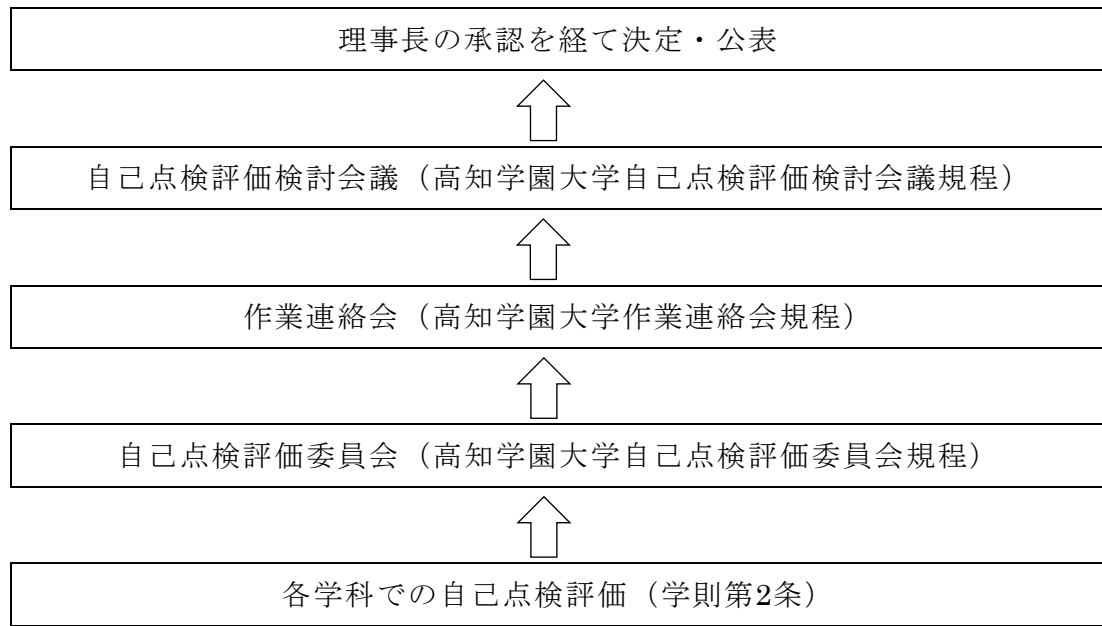 理事長の承認を経て決定・公表
自己点検評価検討会議（高知学園大学自己点検評価検討会議規程）
作業連絡会（高知学園大学作業連絡会規程）
自己点検評価委員会（高知学園大学自己点検評価委員会規程）
各学科での自己点検評価（学則第2条）